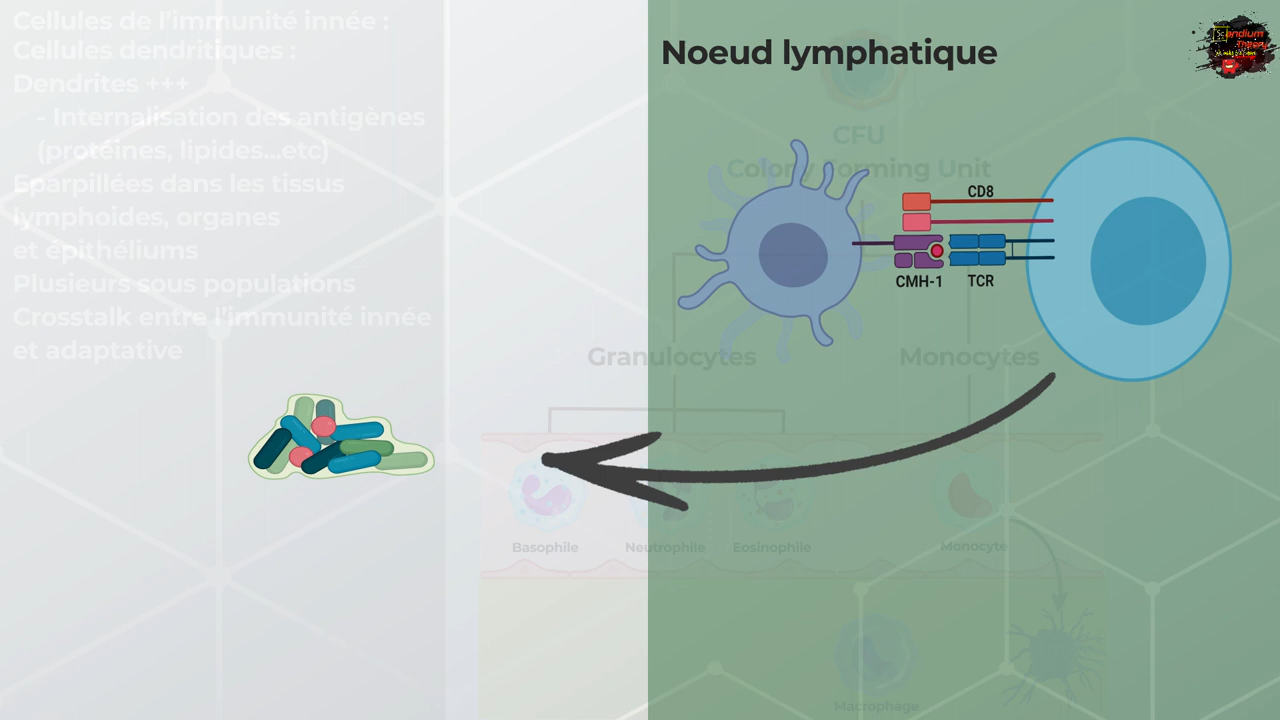 Cellules de l'immunité innée :
Cellules dendritiques :
Dendrites +++
- Internalisation des antigènes
(protéines, lipides...etc)
Eparpillées dans les tissus
lymphoides, organes
et épithéliums
Plusieurs sous populations
Crosstalk entre l'immunité innée
et adaptative
Noeud lymphatique
CFU
Colony Forming Unit
CD8
CMH-1
TCR
Granulocytes
Monocytes
Basophile
Neutrophile
Eosinophile
Monocyte
Macrophage